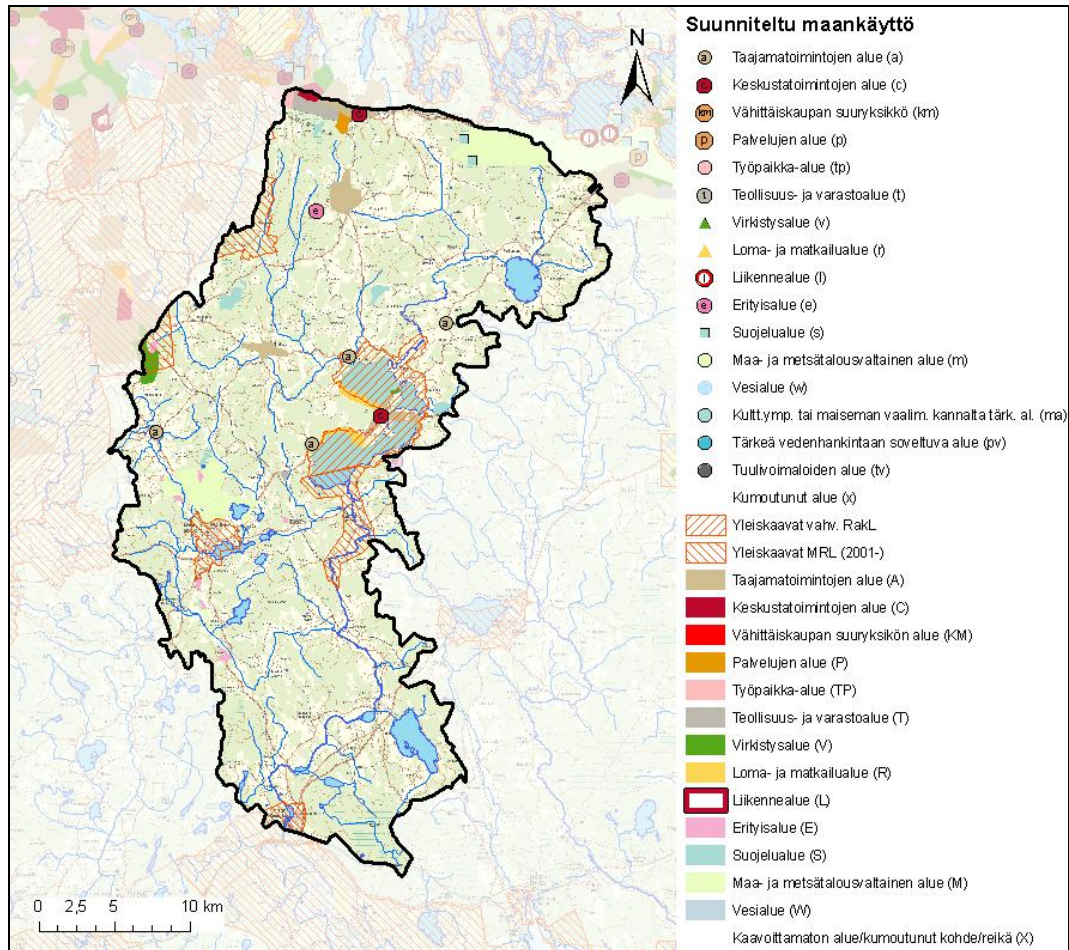 Suunniteltu maankäyttö
N
a Taajamatoimintojen alue (a)
c Keskustatoimintojen alue (c)
km Vähittäiskaupan suuryksikkö (km)
p Palvelujen alue (p)
Työpaikka-alue (tp)
t Teollisuus- ja varastoalue (t)
Virkistysalue (v)
Loma- ja matkailualue (r)
l Liikennealue (l)
e Erityisalue (e)
Suojelualue (s)
Maa- ja metsätalousvaltainen alue (m)
Vesialue (w)
Kultt.ymp. tai maiseman vaalim. kannalta tärk. al. (ma)
Tärkeä vedenhankintaan soveltuva alue (pv)
Tuulivoimaloiden alue (tv)
Kumoutunut alue (x)
Yleiskaavat vahv. RakL
Yleiskaavat MRL (2001-)
Taajamatoimintojen alue (A)
Keskustatoimintojen alue (C)
Vähittäiskaupan suuryksikön alue (KM)
Palvelujen alue (P)
Työpaikka-alue (TP)
Teollisuus- ja varastoalue (T)
Virkistysalue (V)
Loma- ja matkailualue (R)
Liikennealue (L)
Erityisalue (E)
Suojelualue (S)
Maa- ja metsätalousvaltainen alue (M)
Vesialue (W)
Kaavoittamaton alue/kumoutunut kohde/reikä (X)
c
e
a
a
c
a
a
0 2,5 5 10 km